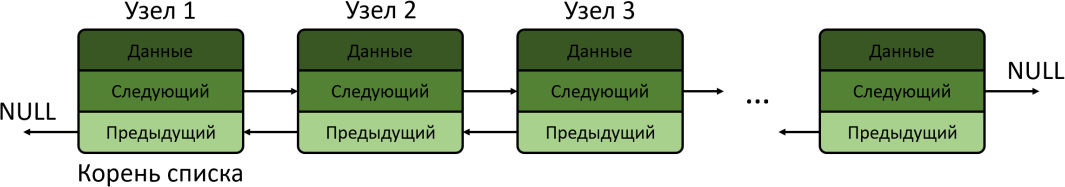 Узел 1
Узел 2
Узел 3
Данные
Данные
Данные
Данные
Следующий
Следующий
Следующий
...
Следующий
NULL
NULL
Предыдущий
Предыдущий
Предыдущий
Предыдущий
Корень списка